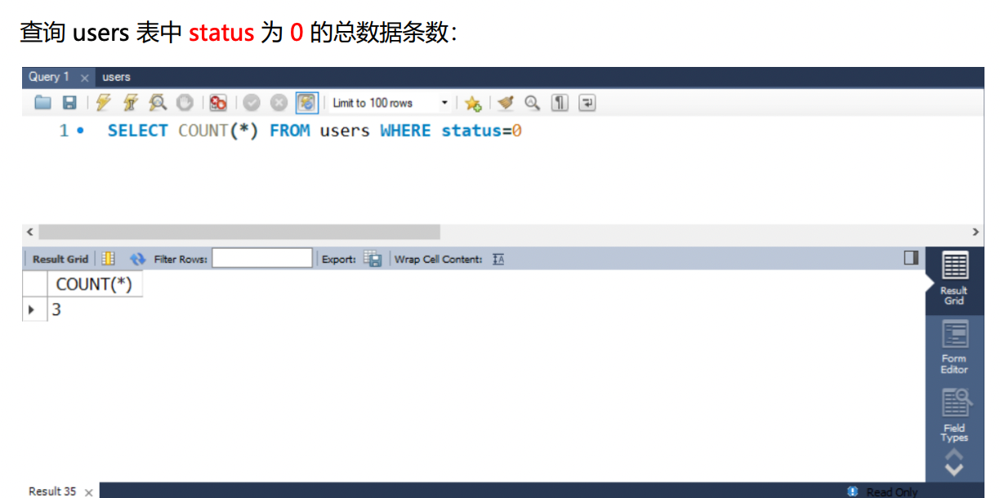 查询 users 表中 status 为 0 的总数据条数：
Query 1 users
Limit to 100 rows
1 SELECT COUNT(*) FROM users WHERE status=0
Result Grid Filter Rows: Export: Wrap Cell Content:
COUNT(*)
3
Result
Grid
Form
Editor
Field
Types
Result 35 Read Only